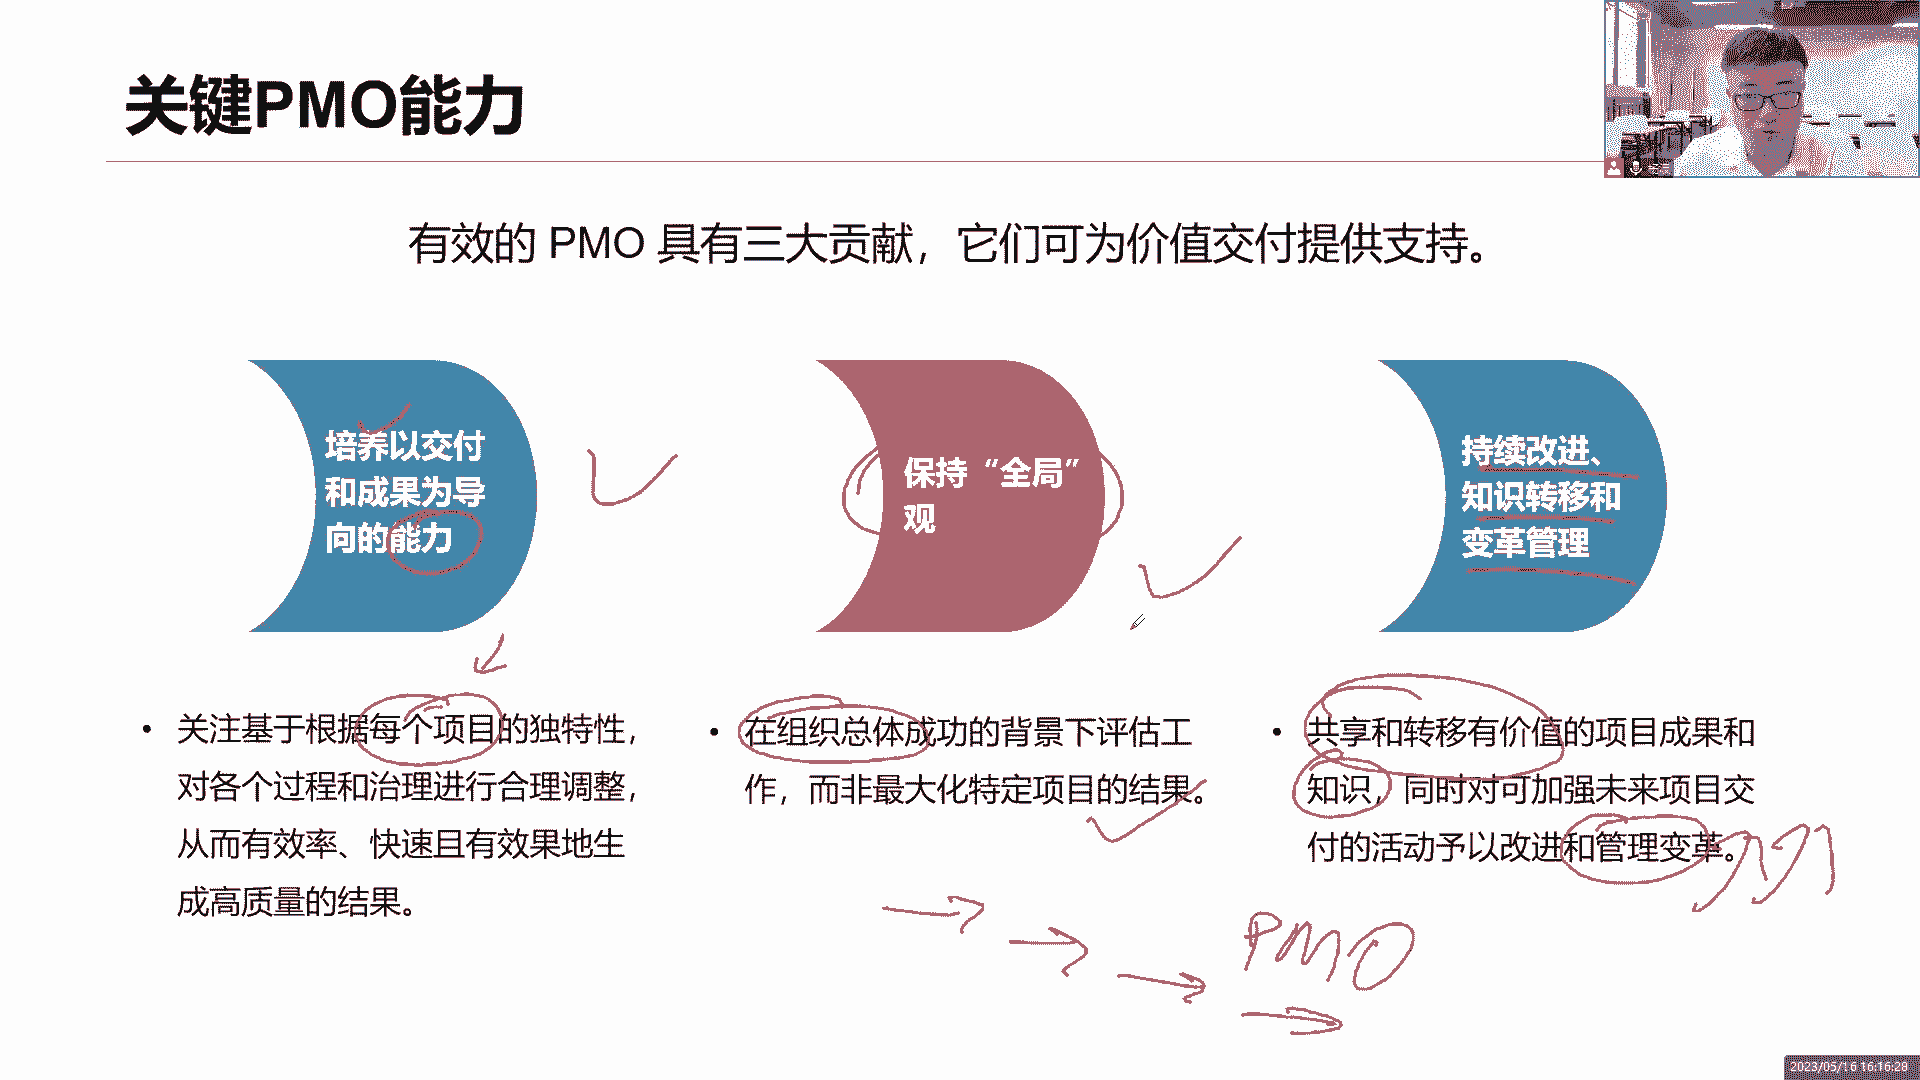 关键PMO能力
有效的 PMO 具有三大贡献，它们可为价值交付提供支持。
培养以交付
和成果为导
向的能力
保持“全局”
观
持续改进、
知识转移和
变革管理
• 关注基于根据每个项目的独特性，
对各个过程和治理进行合理调整，
从而有效率、快速且有效果地生
成高质量的结果。
• 在组织总体成功的背景下评估工
作，而非最大化特定项目的结果。
• 共享和转移有价值的项目成果和
知识，同时对可加强未来项目交
付的活动予以改进和管理变革。
PMO
2023/05/16 16:16:28